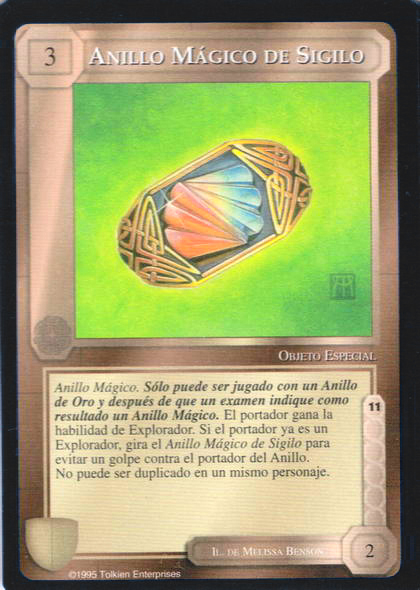 3
ANILLO MÁGICO DE SIGILO
OBJETO ESPECIAL
Anillo Mágico. Sólo puede ser jugado con un Anillo
de Oro y después de que un examen indique como
resultado un Anillo Mágico. El portador gana la
habilidad de Explorador. Si el portador ya es un
Explorador, gira el Anillo Mágico de Sigilo para
evitar un golpe contra el portador del Anillo.
No puede ser duplicado en un mismo personaje.
11
IL. DE MELISSA BENSON
2
©1995 Tolkien Enterprises